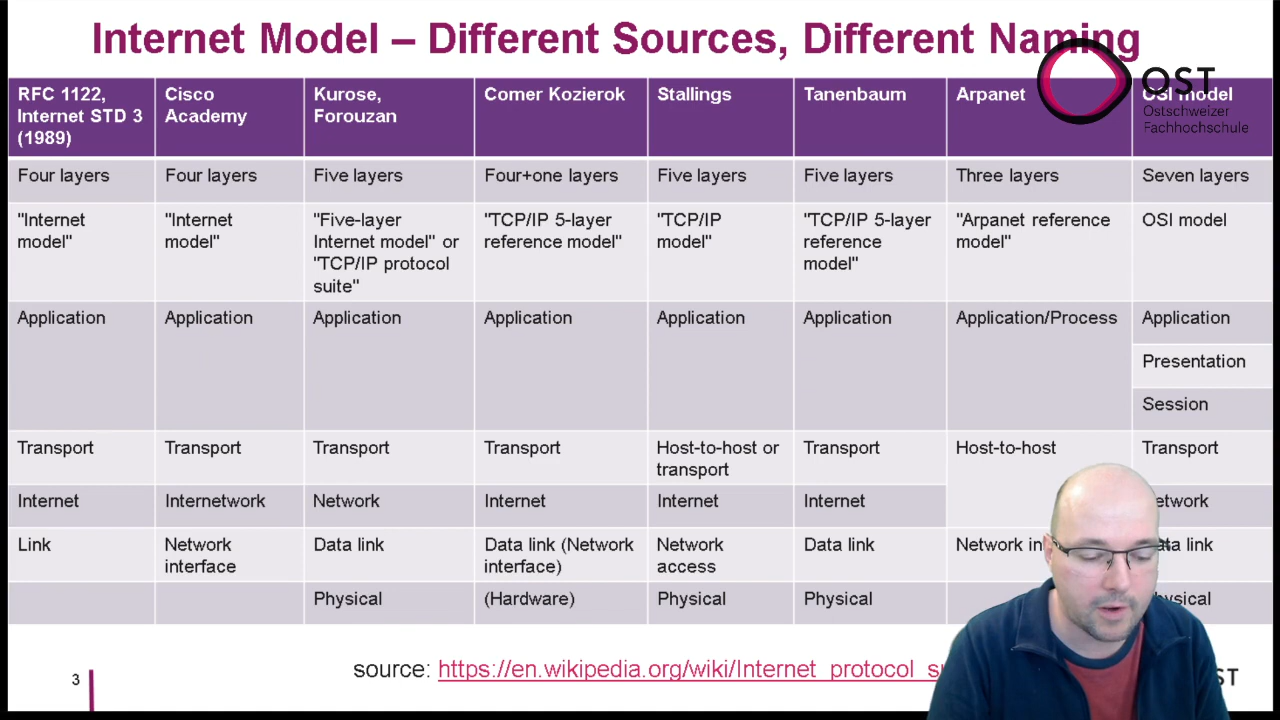 Internet Model – Different Sources, Different Naming
OST
Ostschweizer
Fachhochschule
RFC 1122,
Internet STD 3
(1989)
Cisco
Academy
Kurose,
Forouzan
Comer Kozierok
Stallings
Tanenbaum
Arpanet
OSI model
Four layers
Four layers
Five layers
Four+one layers
Five layers
Five layers
Three layers
Seven layers
"Internet
model"
"Internet
model"
"Five-layer
Internet model" or
"TCP/IP protocol
suite"
"TCP/IP 5-layer
reference model"
"TCP/IP
model"
"TCP/IP 5-layer
reference
model"
"Arpanet reference
model"
OSI model
Application
Application
Application
Application
Application
Application
Application/Process
Application
Presentation
Session
Transport
Transport
Transport
Transport
Host-to-host or
transport
Transport
Host-to-host
Transport
Internet
Internetwork
Network
Internet
Internet
Internet
Link
Network
interface
Data link
Data link (Network
interface)
Network
access
Data link
Network
link
Physical
(Hardware)
Physical
Physical
source: https://en.wikipedia.org/wiki/Internet_protocol_s
3